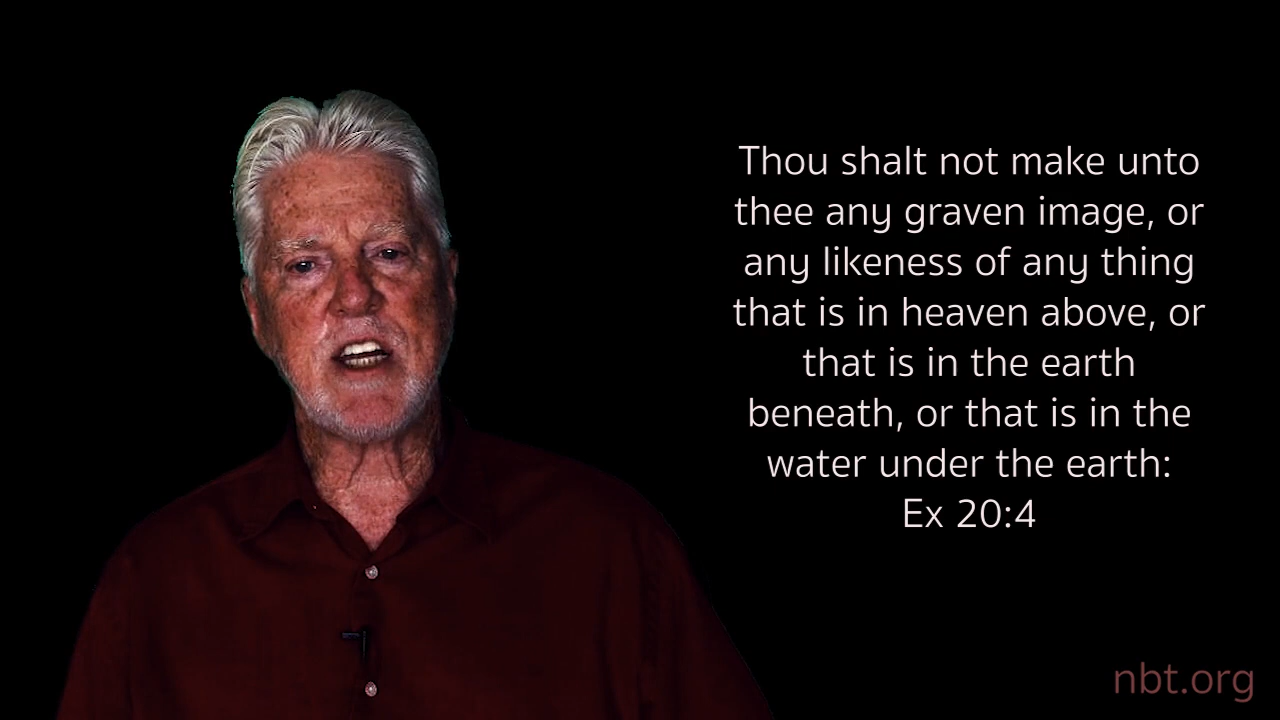 Thou shalt not make unto
thee any graven image, or
any likeness of any thing
that is in heaven above, or
that is in the earth
beneath, or that is in the
water under the earth:
Ex 20:4
nbt.org